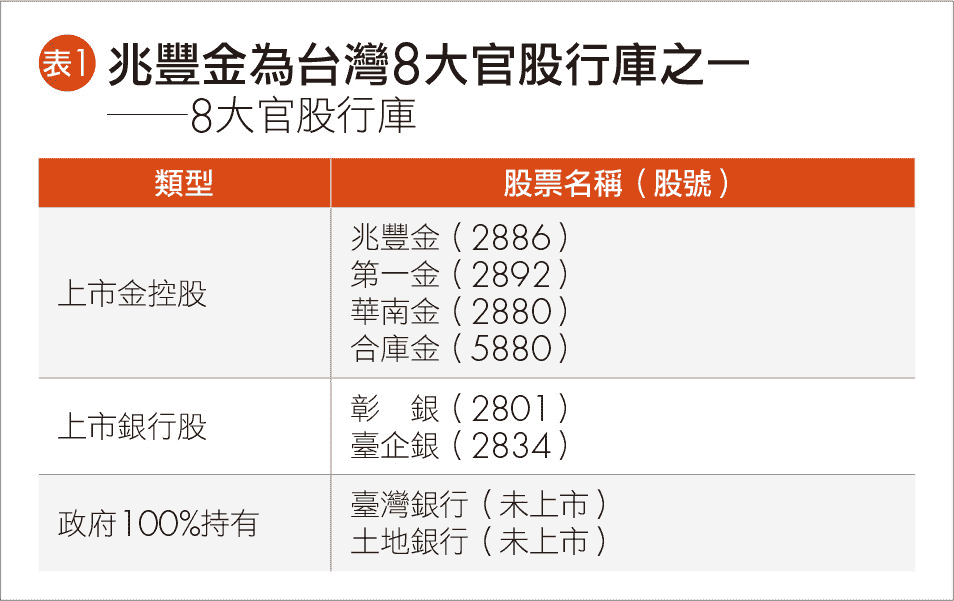 表1 兆豐金為台灣8大官股行庫之一
——8大官股行庫
類型 股票名稱（股號）
上市金控股
兆豐金（2886）
第一金（2892）
華南金（2880）
合庫金（5880）
上市銀行股
彰　銀（2801）
臺企銀（2834）
政府100%持有
臺灣銀行（未上市）
土地銀行（未上市）